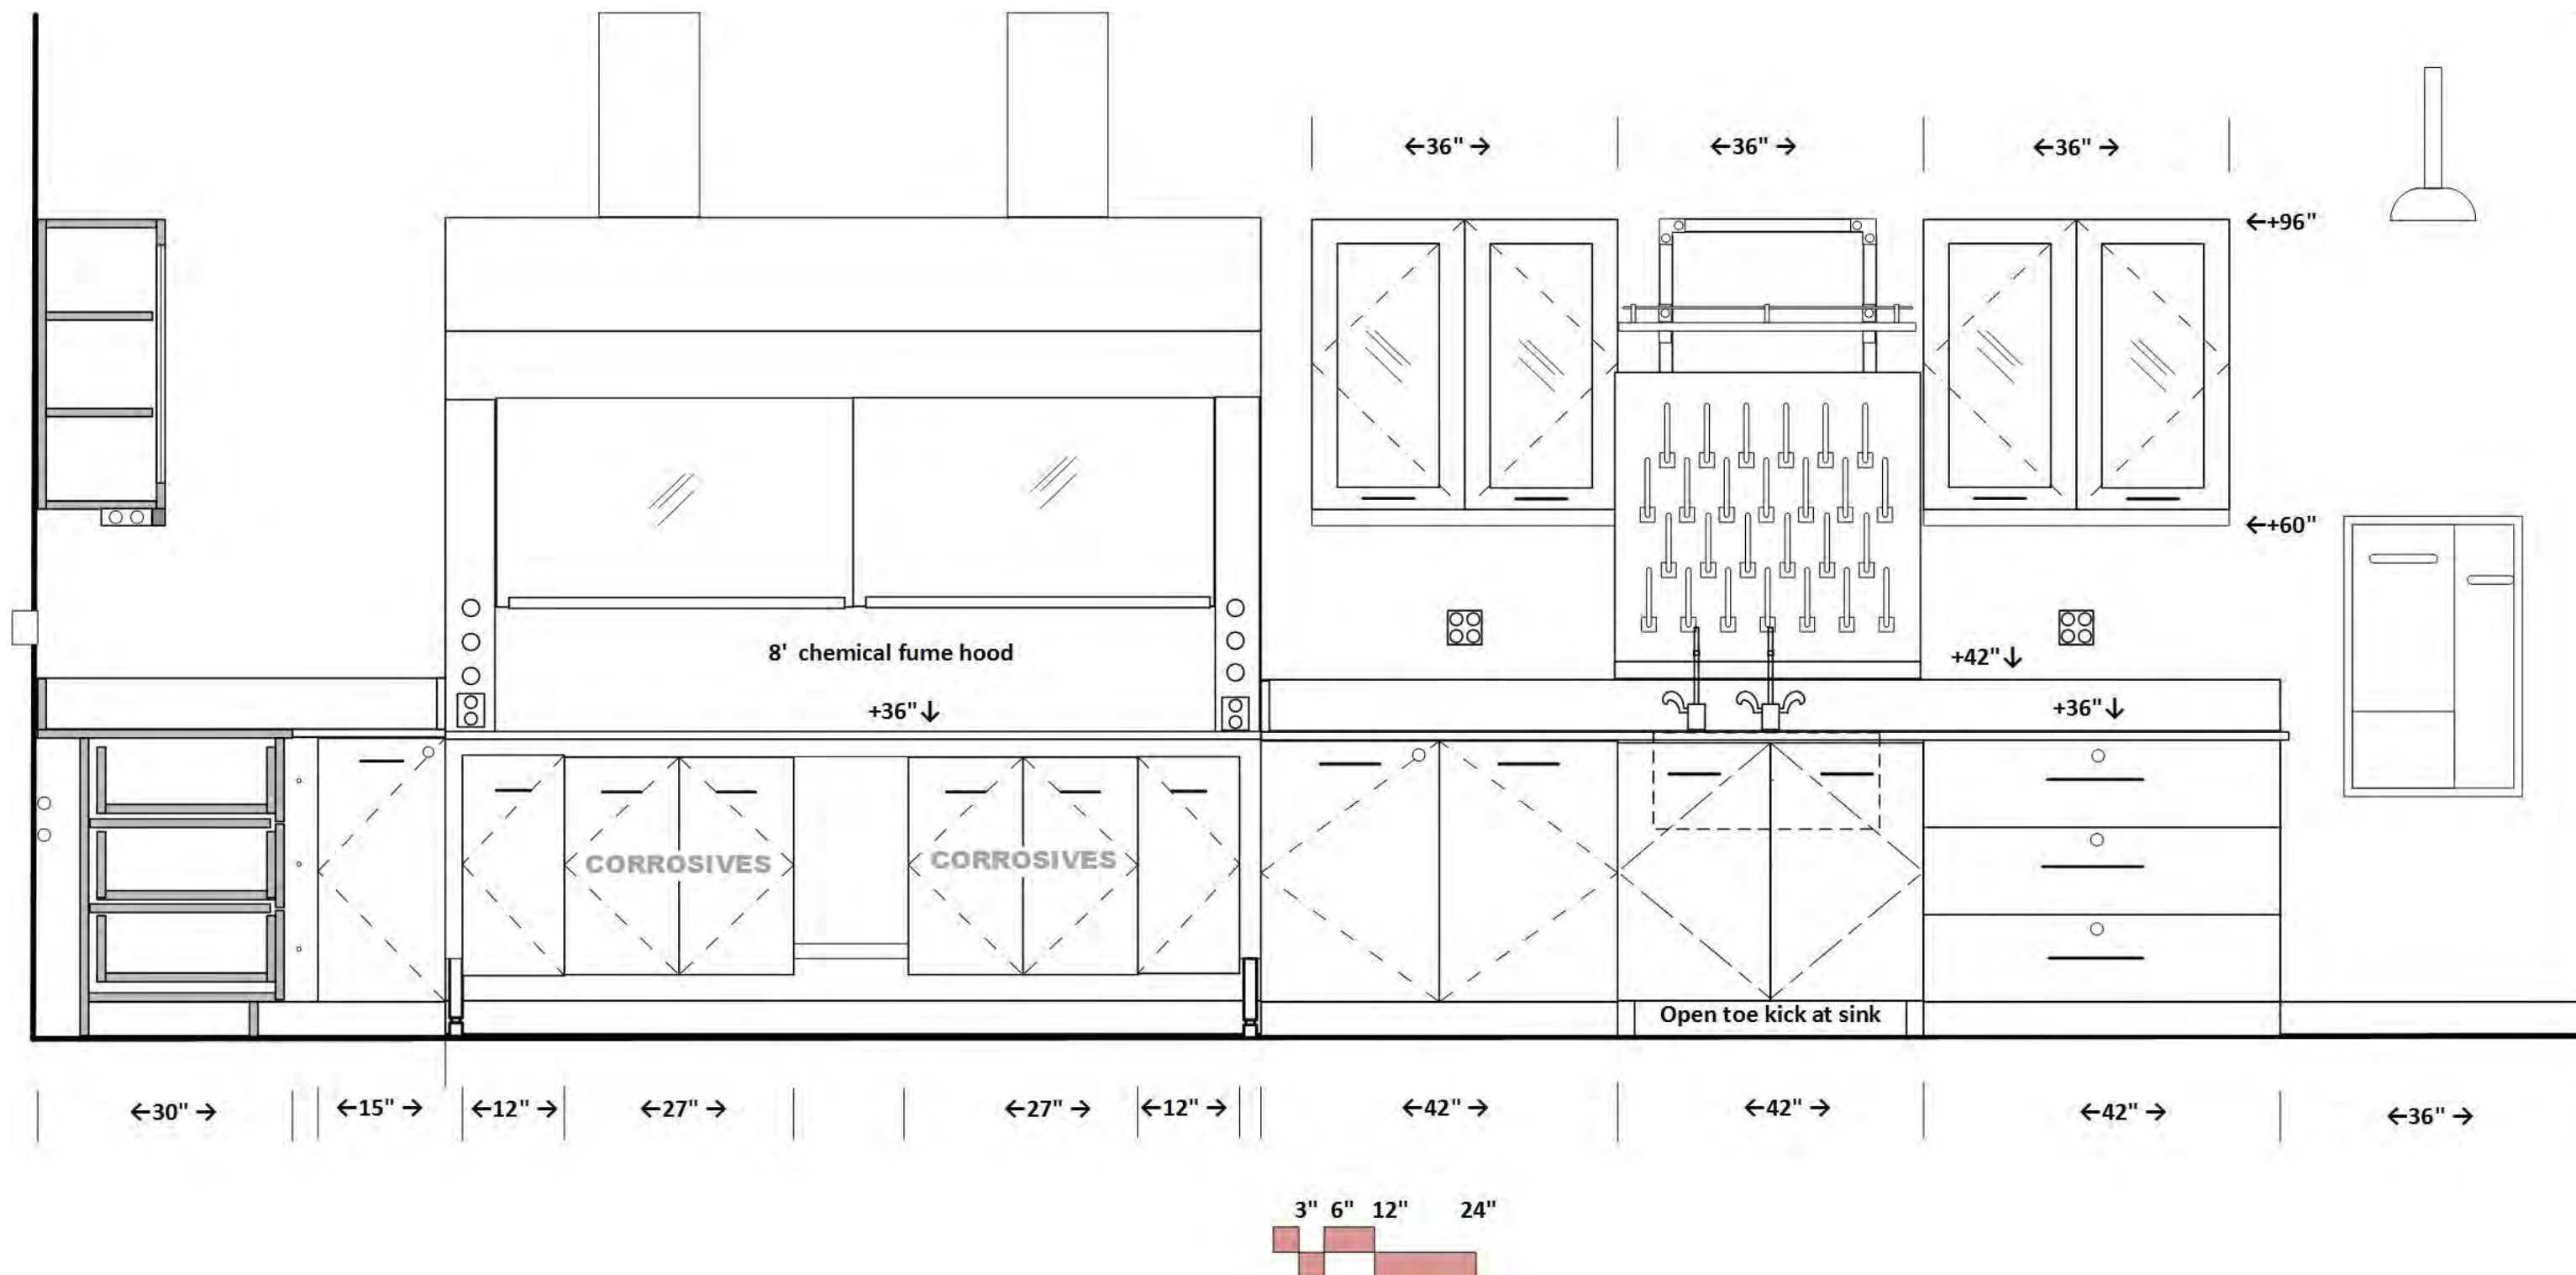 ←36" → ←36" → ←36" →
←+96"
←+60"
8' chemical fume hood
+42"↓
+36"↓ +36"↓
CORROSIVES CORROSIVES
Open toe kick at sink
←30" → ←15" → ←12" → ←27" → ←27" → ←12" → ←42" → ←42" → ←42" → ←36" →
3" 6" 12" 24"